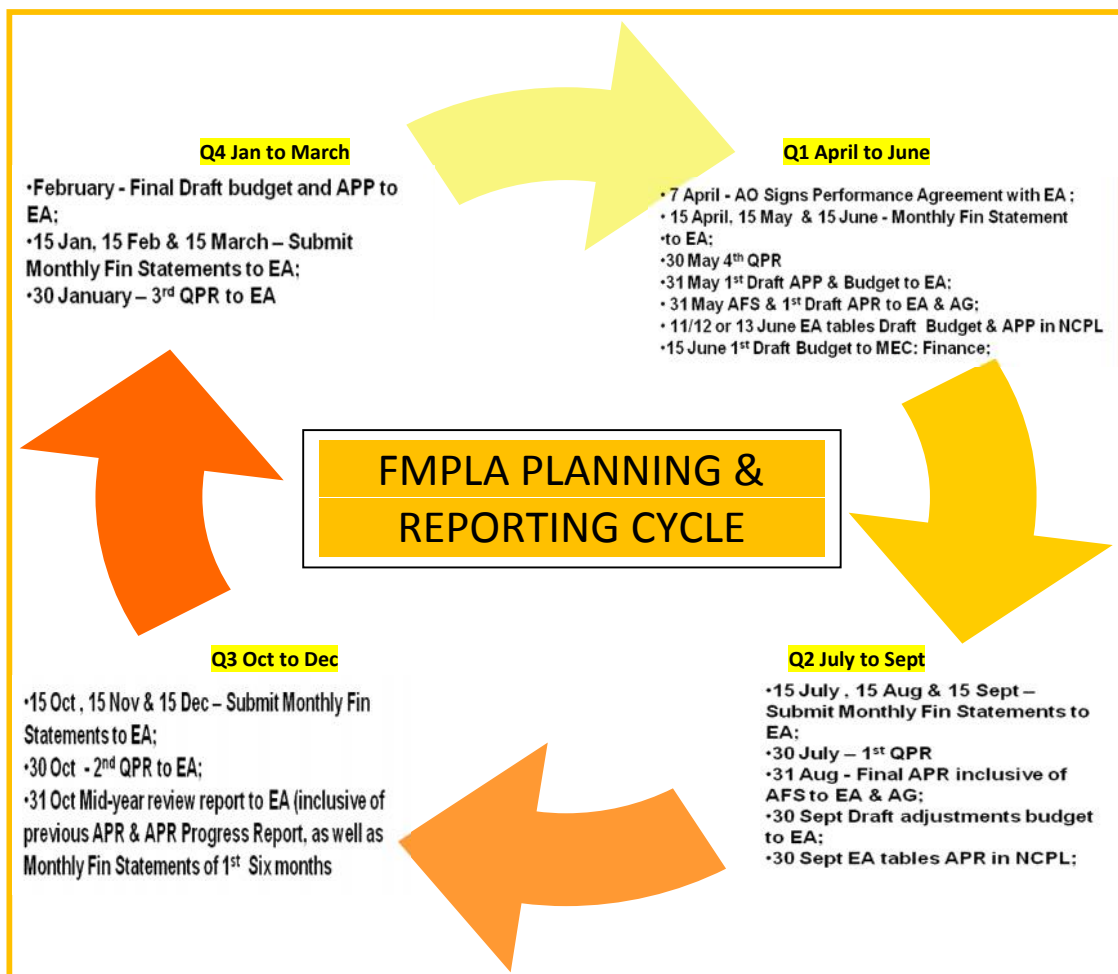 Q4 Jan to March
•February - Final Draft budget and APP to
EA;
•15 Jan, 15 Feb & 15 March – Submit
Monthly Fin Statements to EA;
•30 January – 3rd QPR to EA
Q1 April to June
• 7 April - AO Signs Performance Agreement with EA ;
• 15 April, 15 May & 15 June - Monthly Fin Statement
•to EA;
•30 May 4th QPR
•31 May 1st Draft APP & Budget to EA;
• 31 May AFS & 1st Draft APR to EA & AG;
• 11/12 or 13 June EA tables Draft Budget & APP in NCPL
•15 June 1st Draft Budget to MEC: Finance;
FMPLA PLANNING &
REPORTING CYCLE
Q3 Oct to Dec
•15 Oct , 15 Nov & 15 Dec – Submit Monthly Fin
Statements to EA;
•30 Oct - 2nd QPR to EA;
•31 Oct Mid-year review report to EA (inclusive of
previous APR & APR Progress Report, as well as
Monthly Fin Statements of 1st Six months
Q2 July to Sept
•15 July , 15 Aug & 15 Sept –
Submit Monthly Fin Statements to
EA;
•30 July – 1st QPR
•31 Aug - Final APR inclusive of
AFS to EA & AG;
•30 Sept Draft adjustments budget
to EA;
•30 Sept EA tables APR in NCPL;